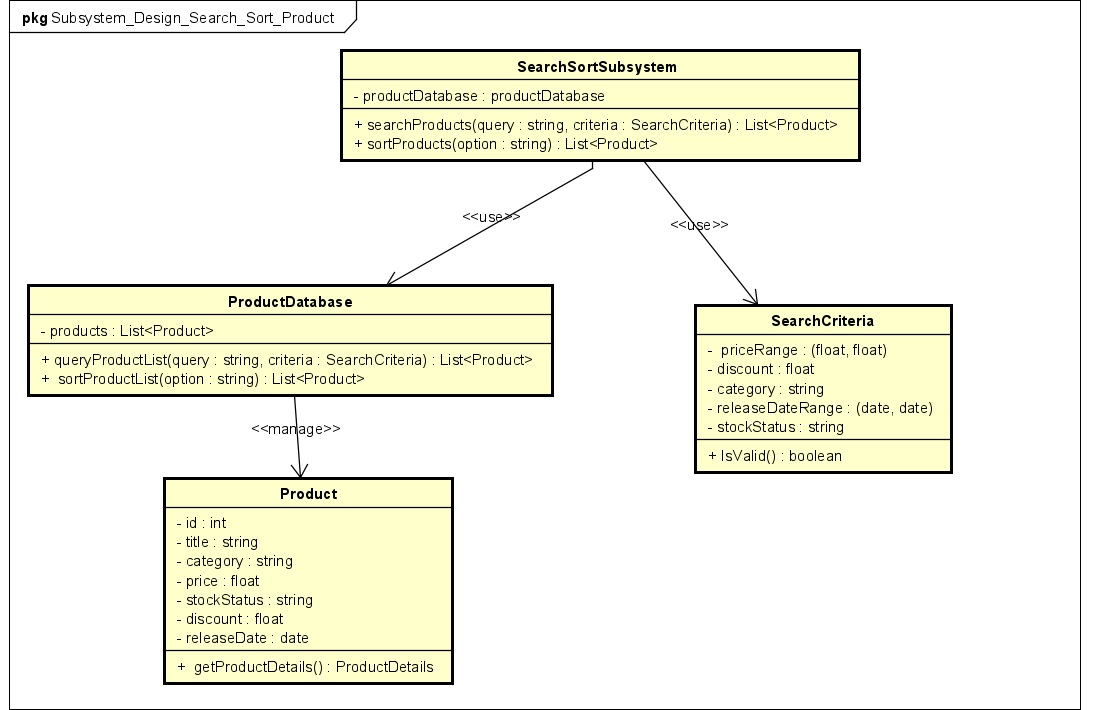 pkg Subsystem_Design_Search_Sort_Product
SearchSortSubsystem
- productDatabase : productDatabase
+ searchProducts(query : string, criteria : SearchCriteria) : List<Product>
+ sortProducts(option : string) : List<Product>
<<use>>
<<use>>
ProductDatabase
- products : List<Product>
+ queryProductList(query : string, criteria : SearchCriteria) : List<Product>
+ sortProductList(option : string) : List<Product>
SearchCriteria
- priceRange : (float, float)
- discount : float
- category : string
- releaseDateRange : (date, date)
- stockStatus : string
+ IsValid() : boolean
<<manage>>
Product
- id : int
- title : string
- category : string
- price : float
- stockStatus : string
- discount : float
- releaseDate : date
+ getProductDetails() : ProductDetails